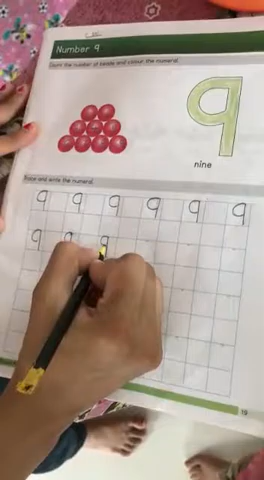 Number 9
Count the number of beads and colour the numeral.
9
nine
Trace and write the numeral.
9 9 9 9 9 9
9 9 9
19